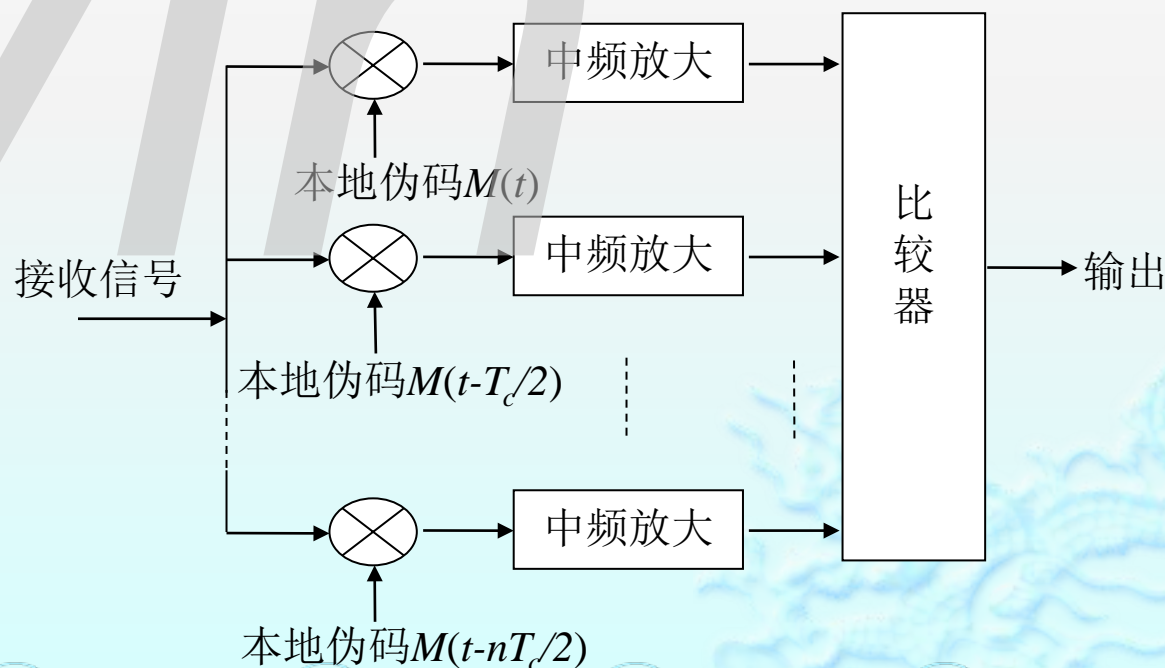 中频放大
本地伪码M(t)
中频放大
接收信号
比较器
输出
本地伪码M(t-Tc/2)
中频放大
本地伪码M(t-nTc/2)